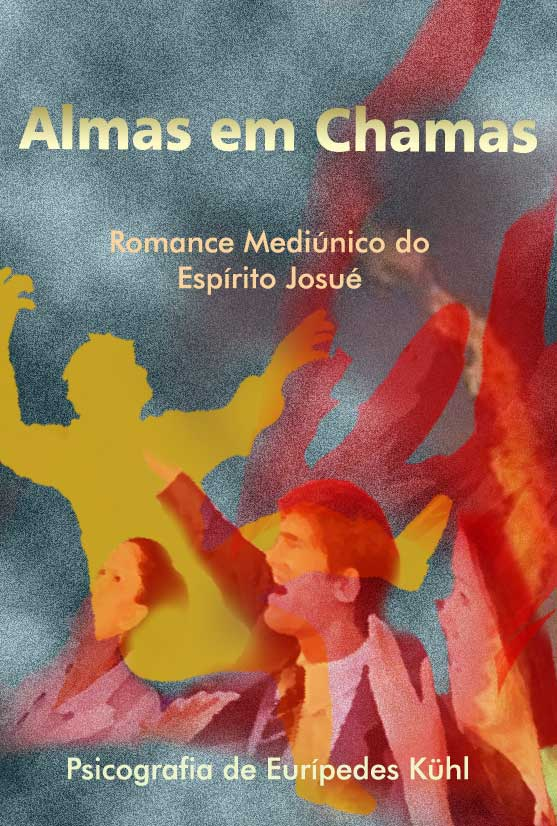 Almas em Chamas
Romance Mediúnico do
Espírito Josué
Psicografia de Eurípedes Kühl